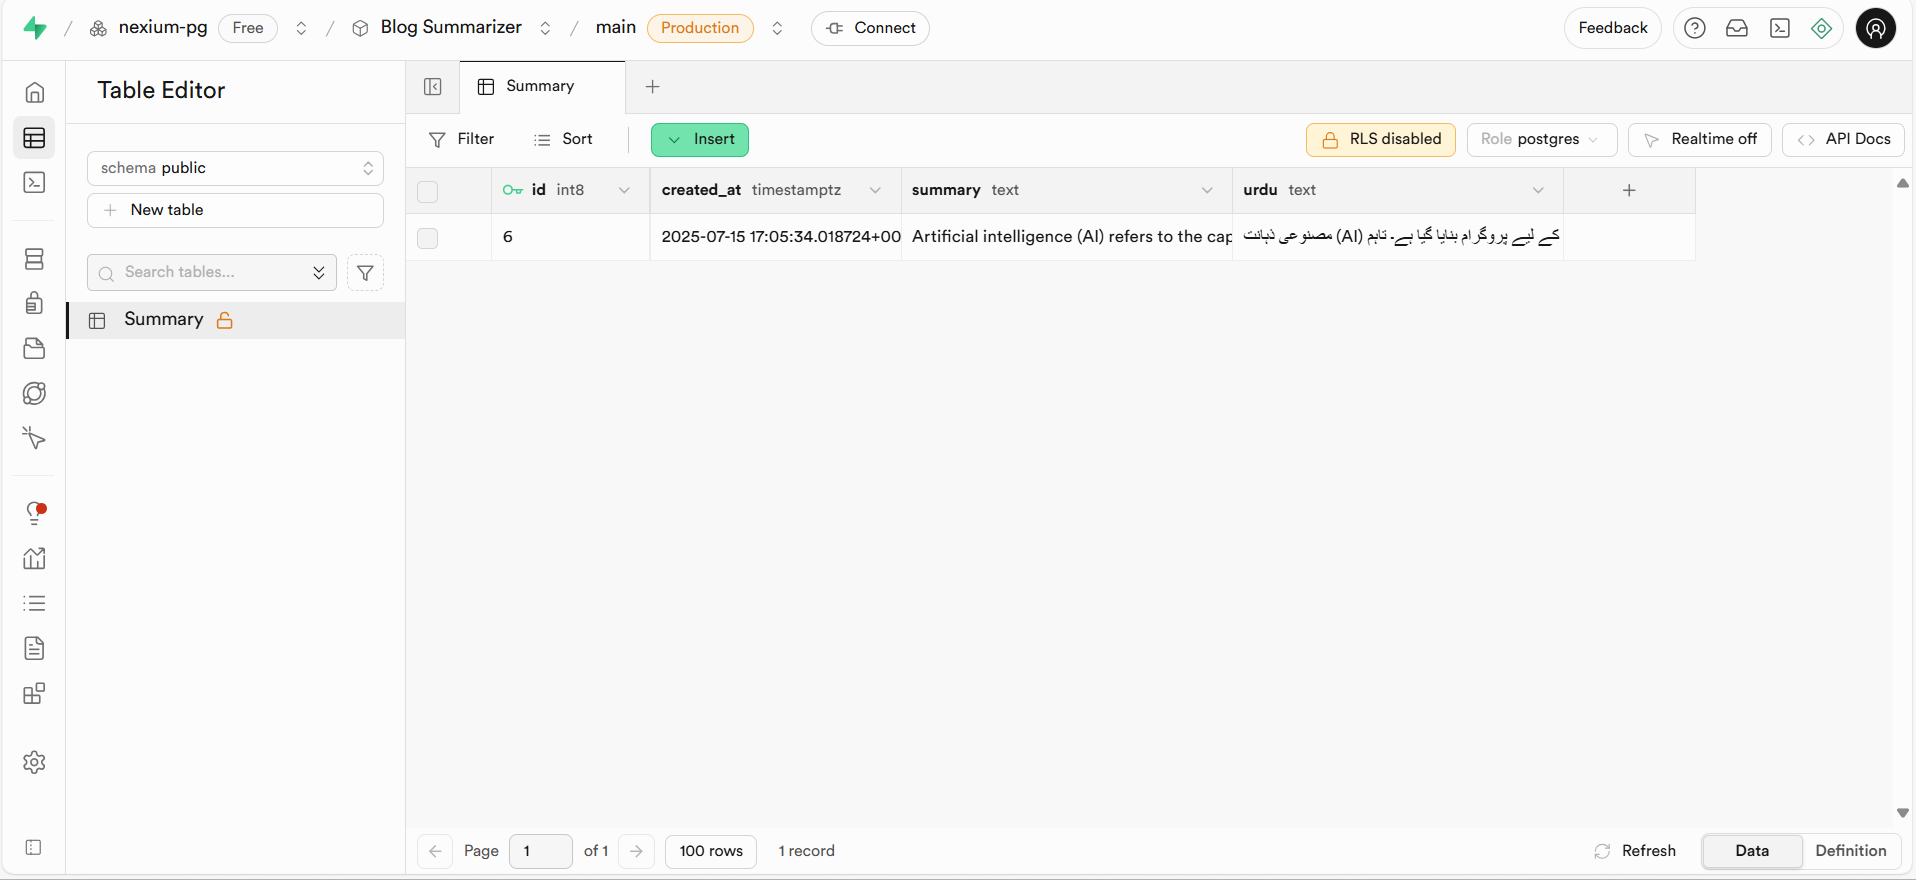 nexium-pg Free Blog Summarizer main Production Connect Feedback
Table Editor
Summary
schema public
New table
Search tables...
Summary
Filter Sort Insert RLS disabled Role postgres Realtime off API Docs
id int8 created_at timestamptz summary text urdu text
6 2025-07-15 17:05:34.018724+00 Artificial intelligence (AI) refers to the cap مصنوعی ذہانت (AI) کے لیے پروگرام بنایا گیا ہے۔ تاہم
Page 1 of 1 100 rows 1 record Refresh Data Definition